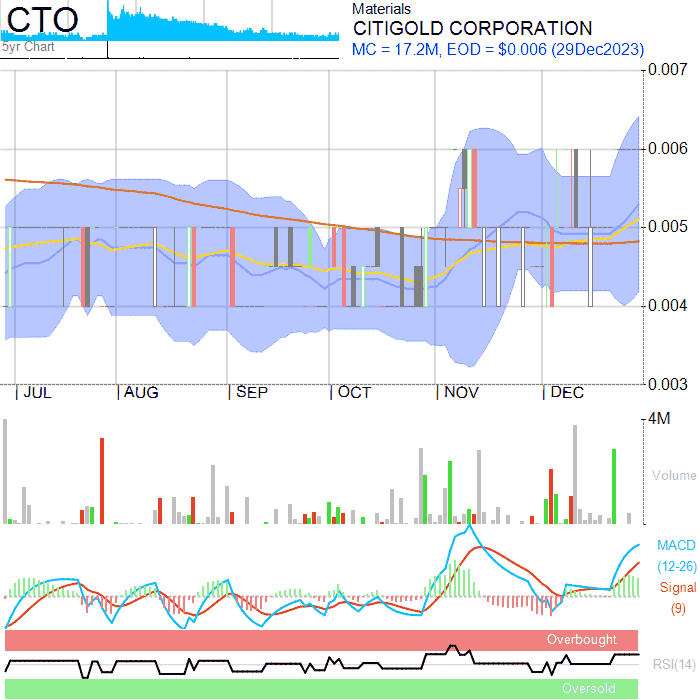 CTO
5yr Chart
Materials
CITIGOLD CORPORATION
MC = 17.2M, EOD = $0.006 (29Dec2023)
0.007
0.006
0.005
0.004
0.003
JUL AUG SEP OCT NOV DEC
4M
Volume
MACD
(12-26)
Signal
(9)
Overbought
RSI(14)
Oversold